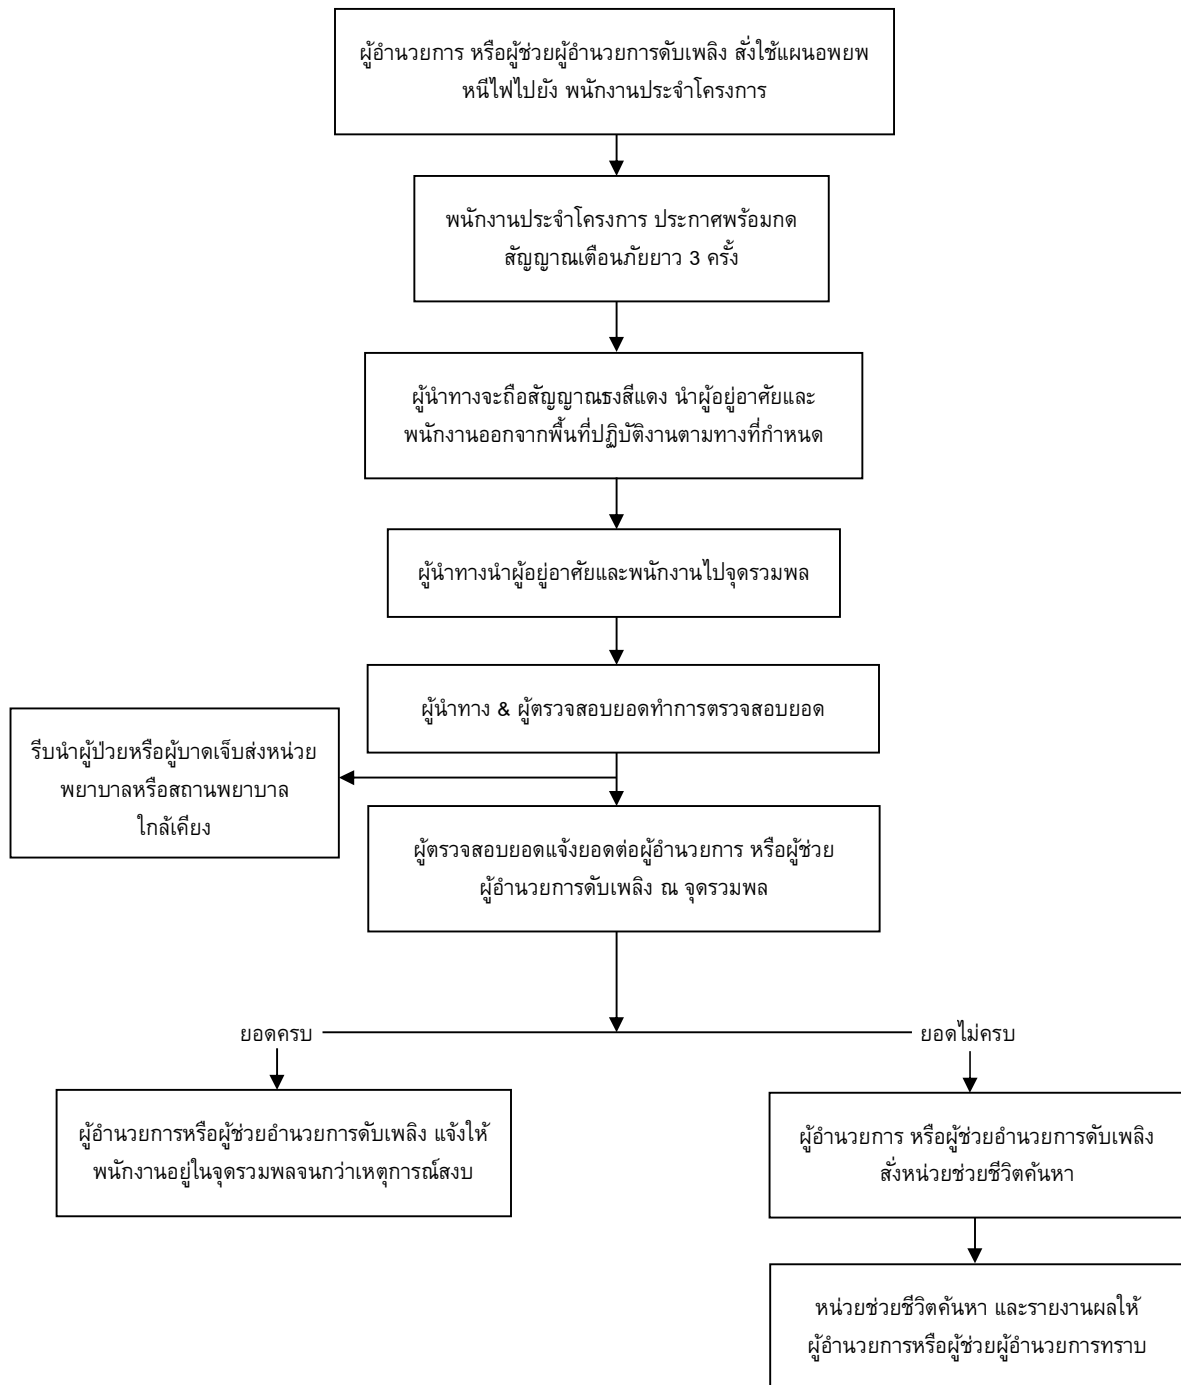 ผู้อำนวยการ หรือผู้ช่วยผู้อำนวยการดับเพลิง สั่งใช้แผนอพยพ
หนีไฟไปยัง พนักงานประจำโครงการ
พนักงานประจำโครงการ ประกาศพร้อมกด
สัญญาณเตือนภัยยาว 3 ครั้ง
ผู้นำทางจะถือสัญญาณธงสีแดง นำผู้อยู่อาศัยและ
พนักงานออกจากพื้นที่ปฏิบัติงานตามทางที่กำหนด
ผู้นำทางนำผู้อยู่อาศัยและพนักงานไปจุดรวมพล
ผู้นำทาง & ผู้ตรวจสอบยอดทำการตรวจสอบยอด
รีบนำผู้ป่วยหรือผู้บาดเจ็บส่งหน่วย
พยาบาลหรือสถานพยาบาล
ใกล้เคียง
ผู้ตรวจสอบยอดแจ้งยอดต่อผู้อำนวยการ หรือผู้ช่วย
ผู้อำนวยการดับเพลิง ณ จุดรวมพล
ยอดครบ
ยอดไม่ครบ
ผู้อำนวยการหรือผู้ช่วยอำนวยการดับเพลิง แจ้งให้
พนักงานอยู่ในจุดรวมพลจนกว่าเหตุการณ์สงบ
ผู้อำนวยการ หรือผู้ช่วยอำนวยการดับเพลิง
สั่งหน่วยช่วยชีวิตค้นหา
หน่วยช่วยชีวิตค้นหา และรายงานผลให้
ผู้อำนวยการหรือผู้ช่วยผู้อำนวยการทราบ